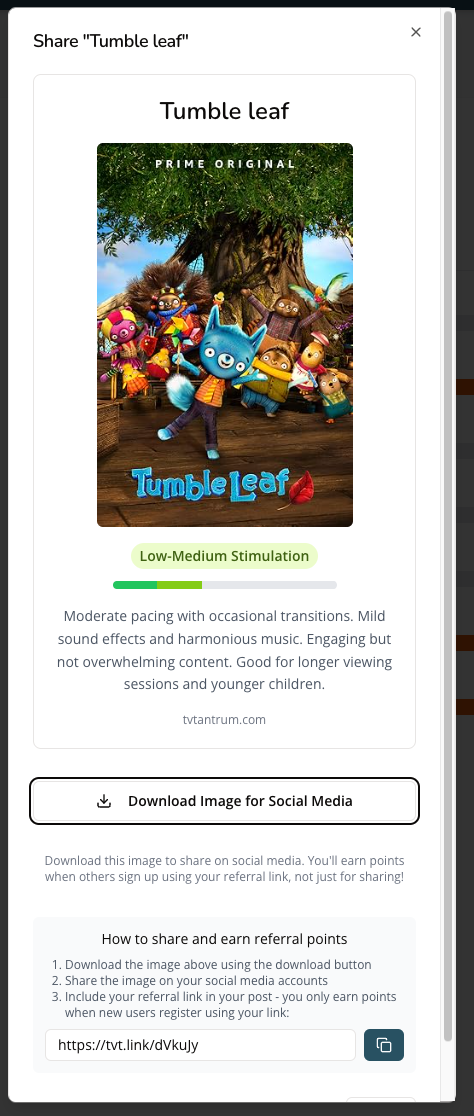 Share "Tumble leaf"
Tumble leaf
PRIME ORIGINAL
Tumble Leaf
Low-Medium Stimulation
Moderate pacing with occasional transitions. Mild
sound effects and harmonious music. Engaging but
not overwhelming content. Good for longer viewing
sessions and younger children.
tvtantrum.com
Download Image for Social Media
Download this image to share on social media. You'll earn points
when others sign up using your referral link, not just for sharing!
How to share and earn referral points
1. Download the image above using the download button
2. Share the image on your social media accounts
3. Include your referral link in your post - you only earn points
when new users register using your link:
https://tvt.link/dVkuJy